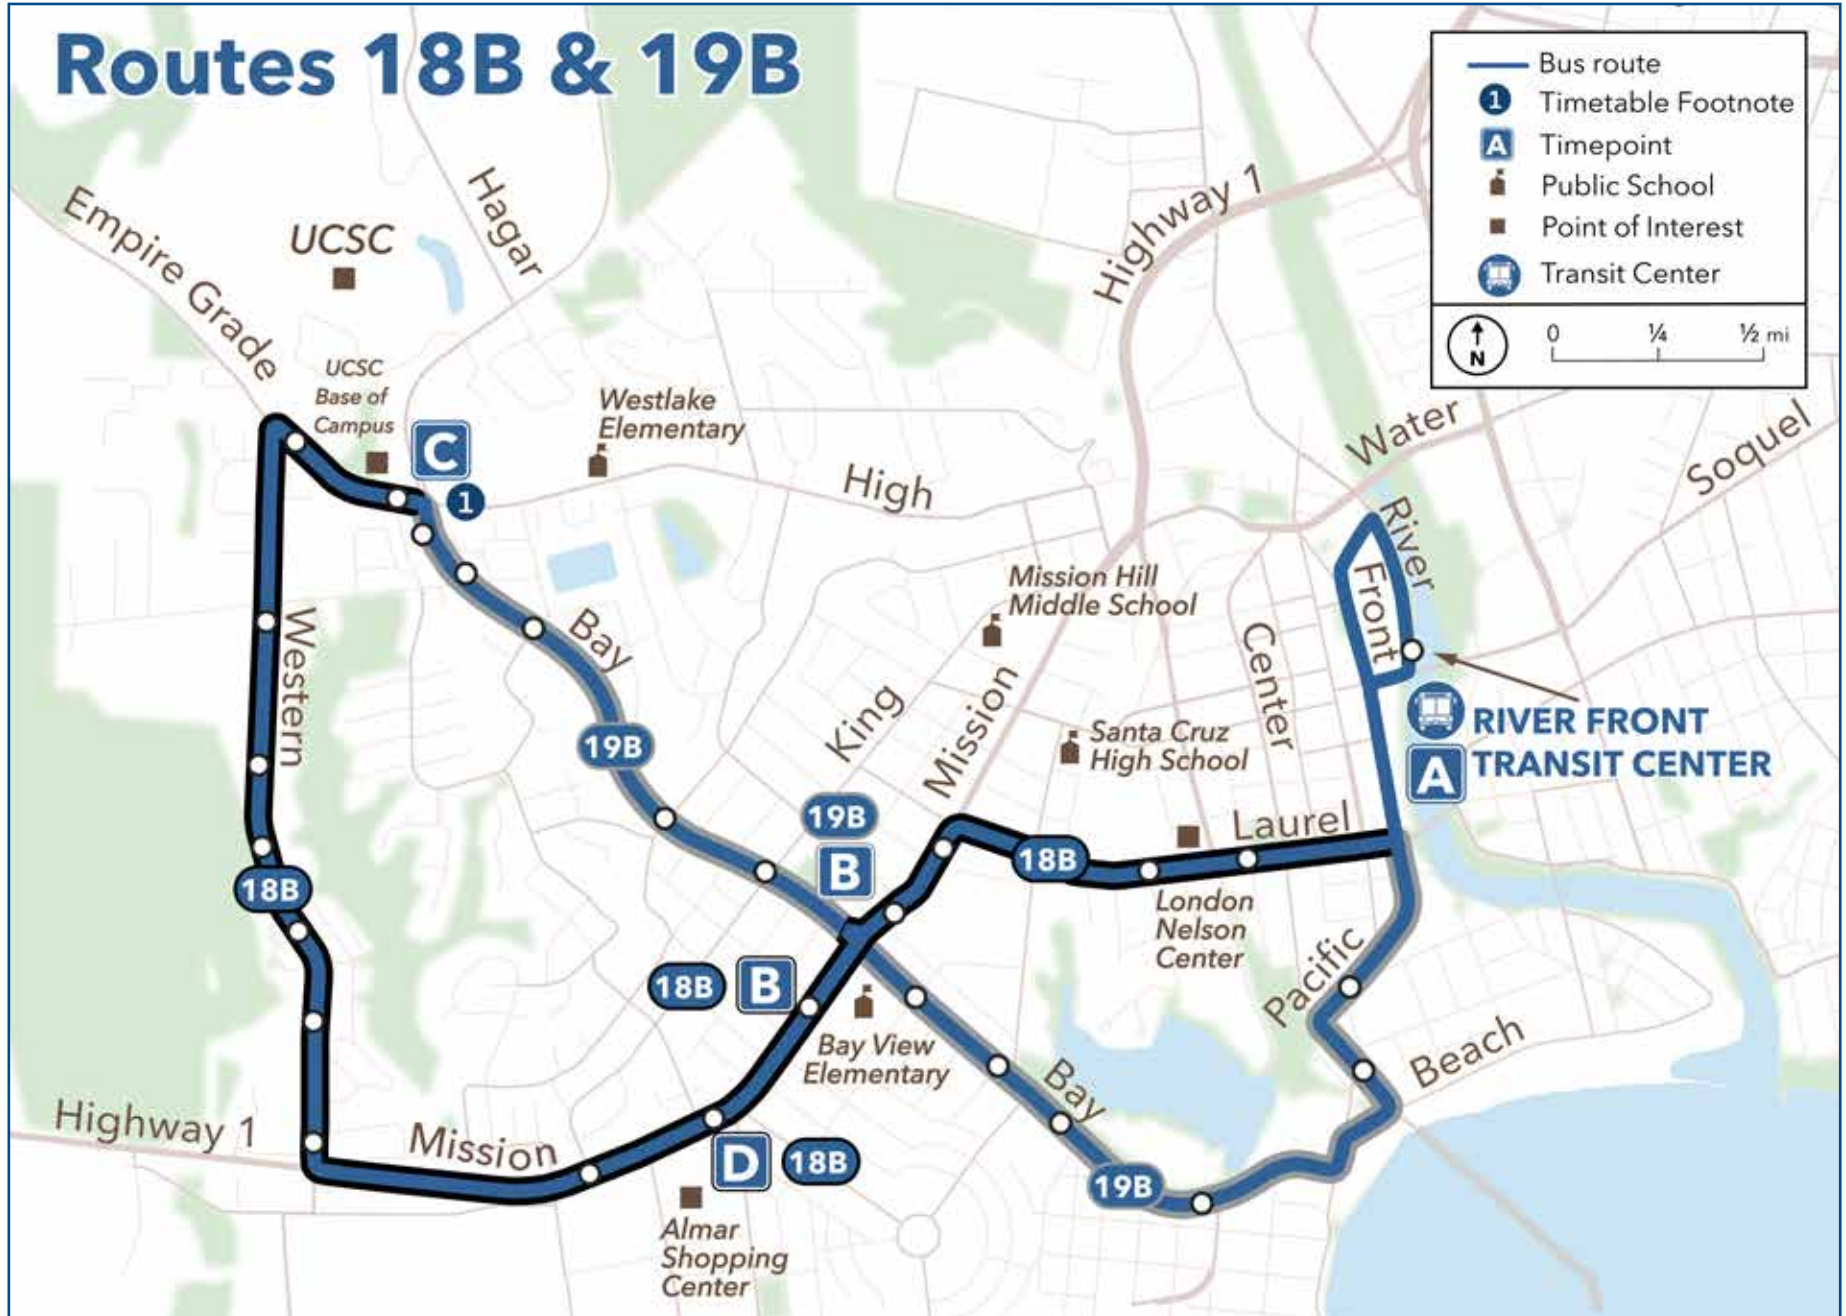 Routes 18B & 19B
Bus route
1 Timetable Footnote
A Timepoint
Public School
Point of Interest
Transit Center
N
0 ¼ ½ mi
Empire Grade
UCSC
Hagar
Highway 1
UCSC
Base of
Campus
C
1
Westlake
Elementary
High
Water
Soquel
River
Front
Mission Hill
Middle School
Western
Bay
Center
King
Mission
Santa Cruz
High School
RIVER FRONT
TRANSIT CENTER
A
19B
19B
B
Laurel
18B
18B
London
Nelson
Center
Pacific
18B
B
Bay View
Elementary
Bay
Beach
Highway 1
Mission
D
18B
19B
Almar
Shopping
Center